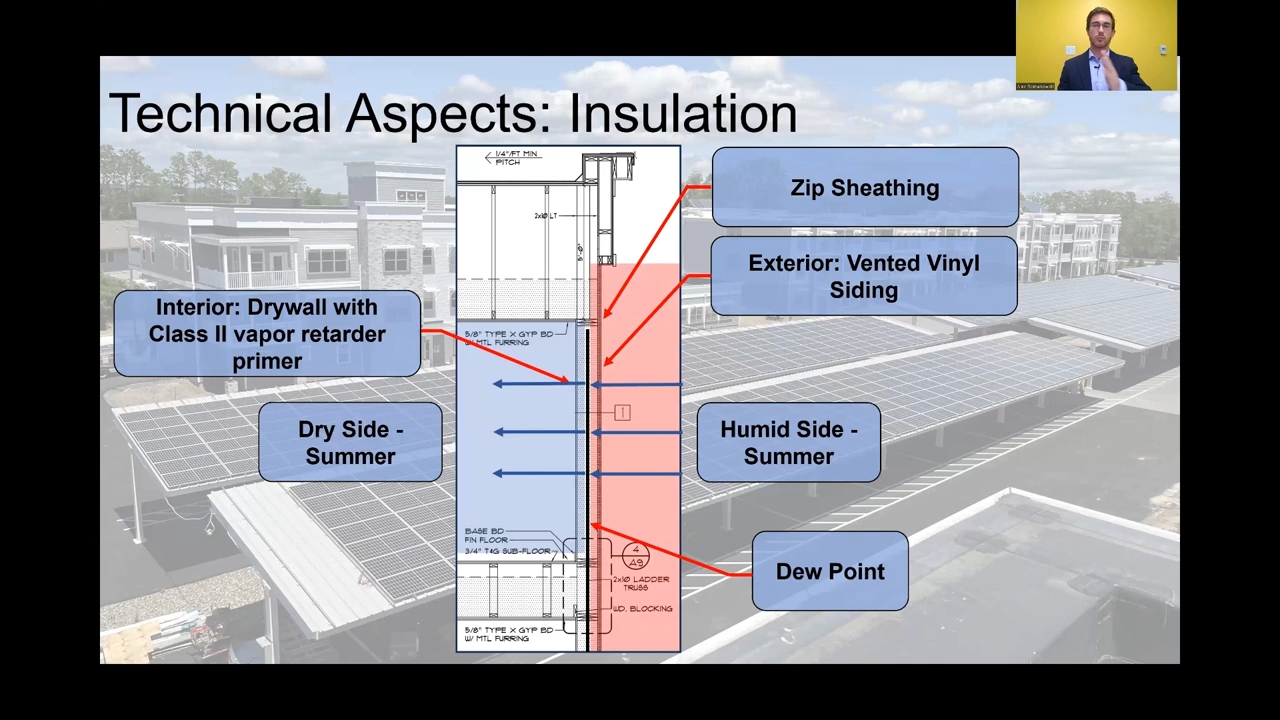 Technical Aspects: Insulation
1/4"/FT MIN
PITCH
2x10 LT
Zip Sheathing
Exterior: Vented Vinyl
Siding
Interior: Drywall with
Class II vapor retarder
primer
5/8" TYPE X GYP BD
W/ MTL FURRING
1
Dry Side -
Summer
Humid Side -
Summer
BASE BD
FIN FLOOR
3/4" T&G SUB-FLOOR
4
A9
2x10 LADDER
TRUSS
WD. BLOCKING
Dew Point
5/8" TYPE X GYP BD
W/ MTL FURRING